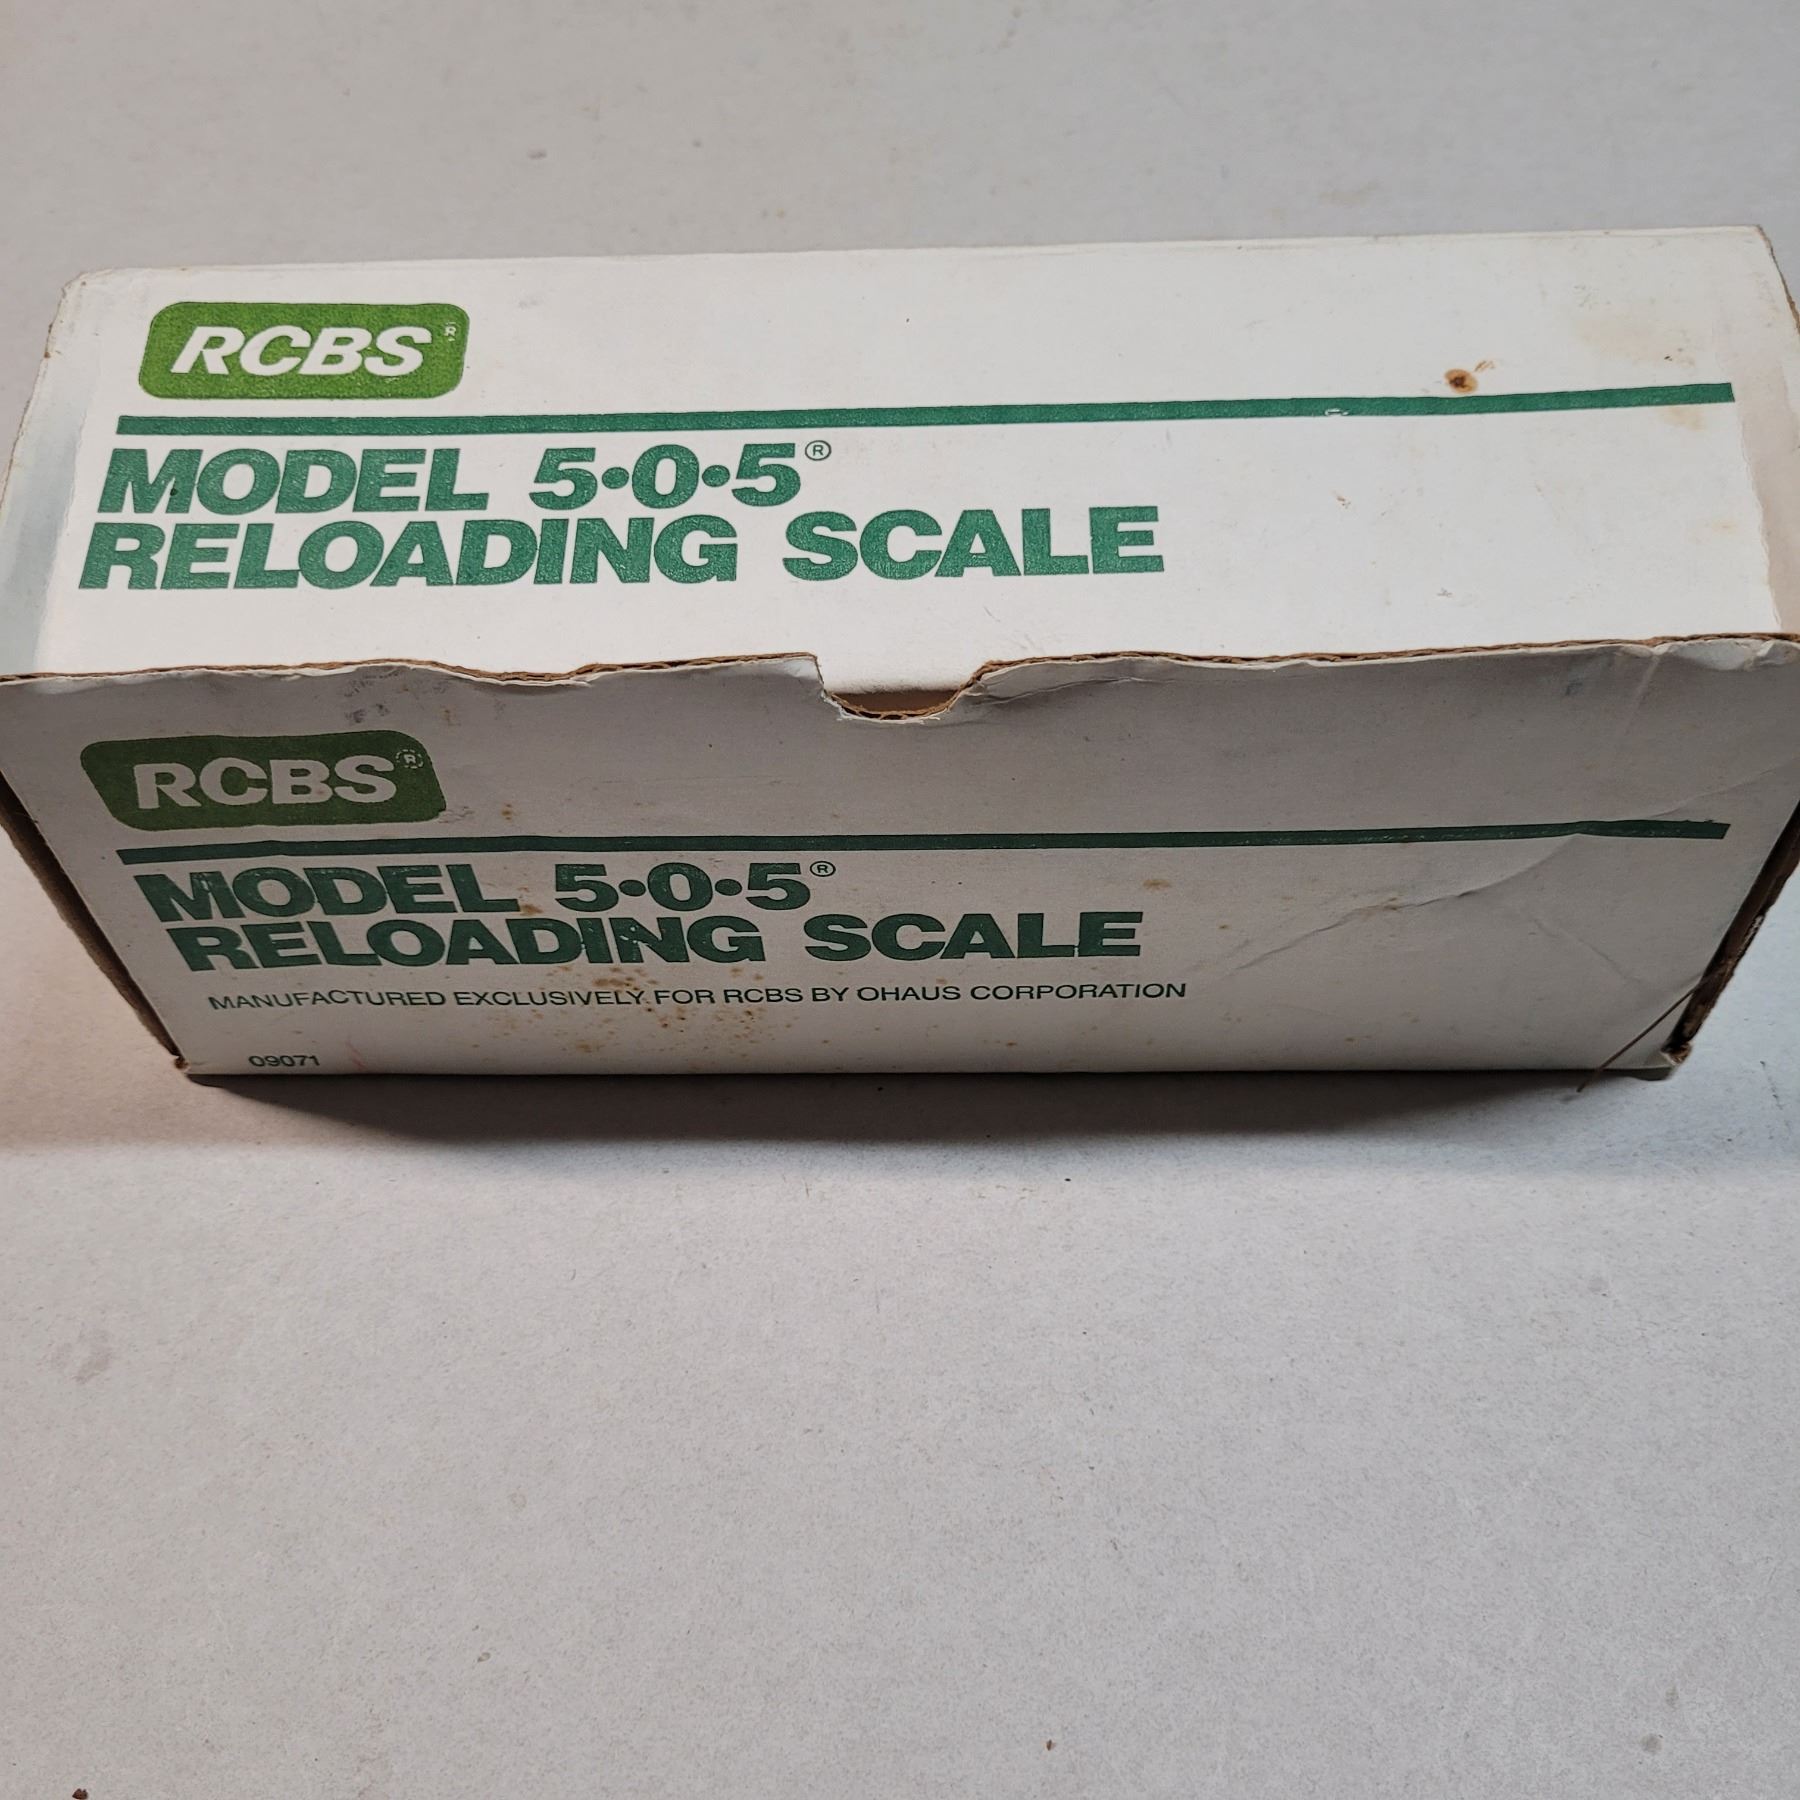 RCBS®
MODEL 5•0•5®
RELOADING SCALE
RCBS®
MODEL 5•0•5®
RELOADING SCALE
MANUFACTURED EXCLUSIVELY FOR RCBS BY OHAUS CORPORATION
09071